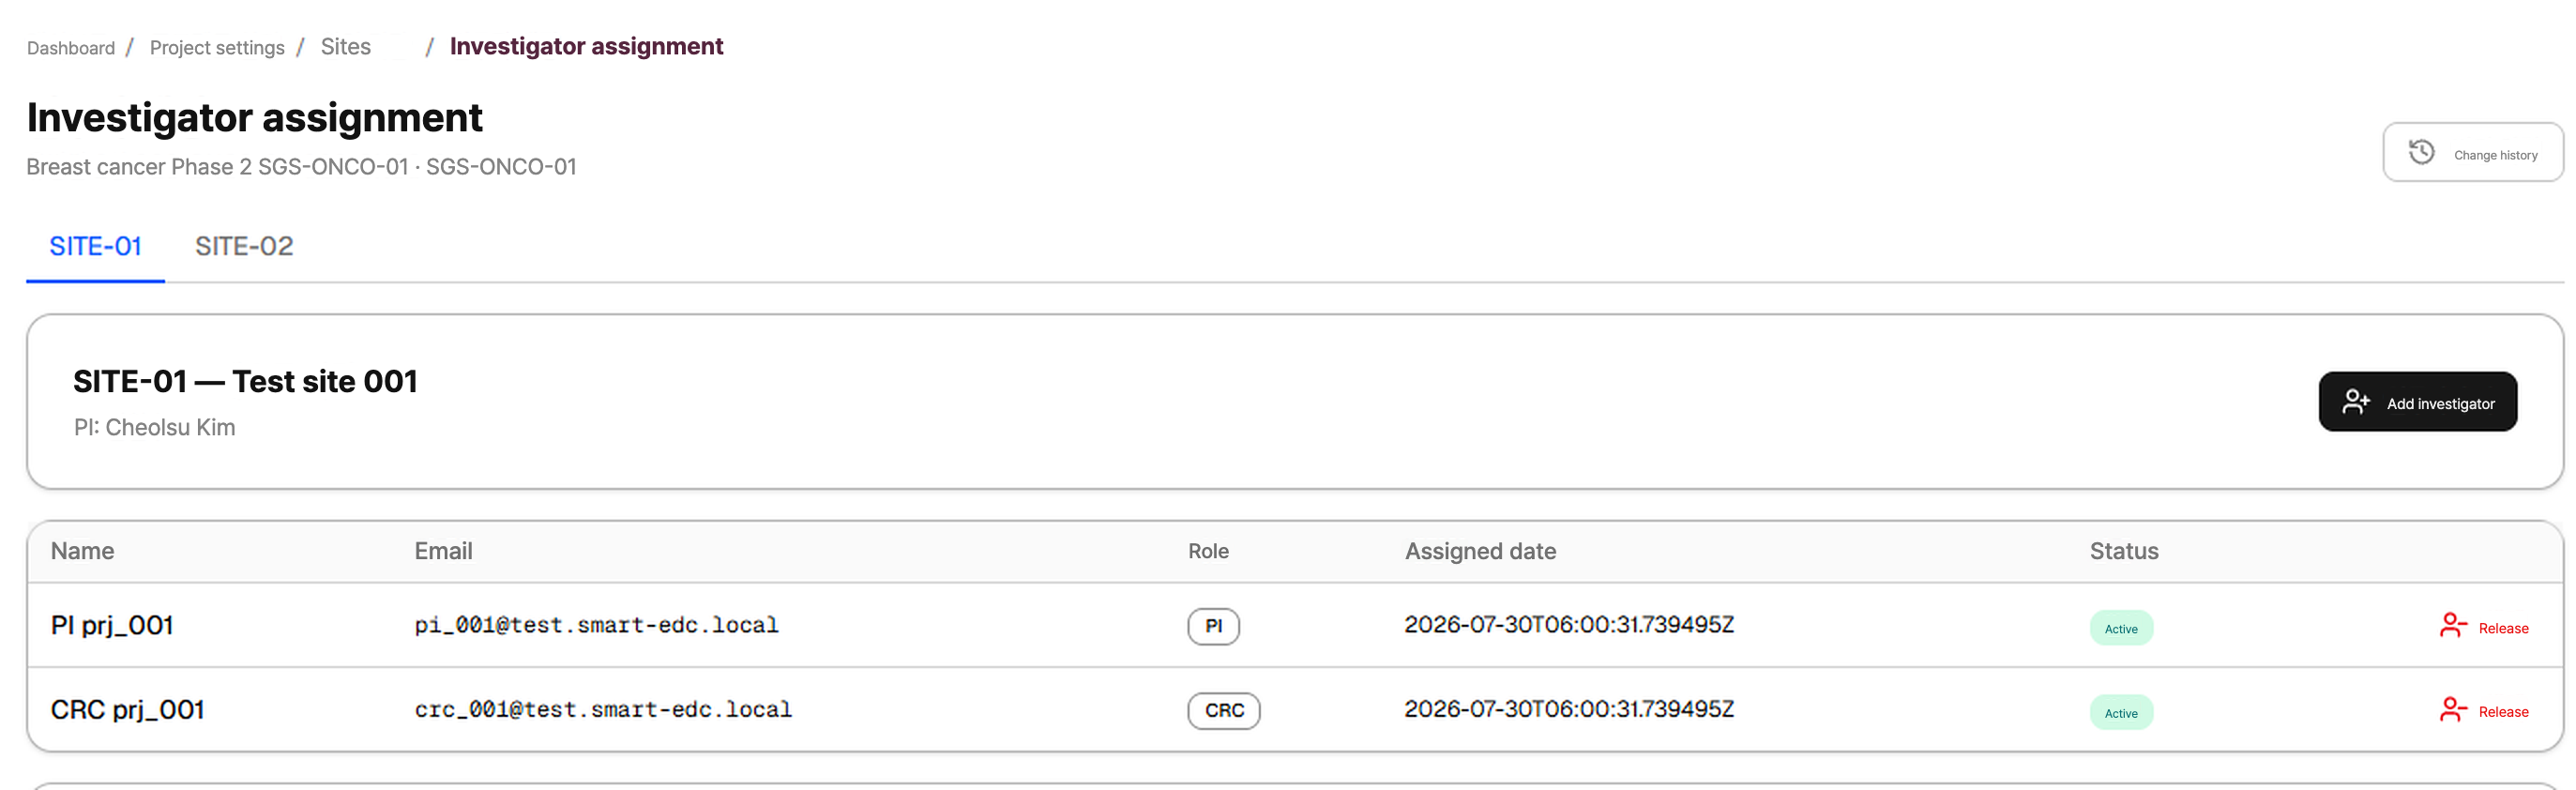 Dashboard / Project settings / Sites / Investigator assignment
Investigator assignment
Breast cancer Phase 2 SGS-ONCO-01 · SGS-ONCO-01
Change history
SITE-01 SITE-02
SITE-01 — Test site 001
PI: Cheolsu Kim
Add investigator
Name Email Role Assigned date Status
PI prj_001 pi_001@test.smart-edc.local PI 2026-07-30T06:00:31.739495Z Active Release
CRC prj_001 crc_001@test.smart-edc.local CRC 2026-07-30T06:00:31.739495Z Active Release